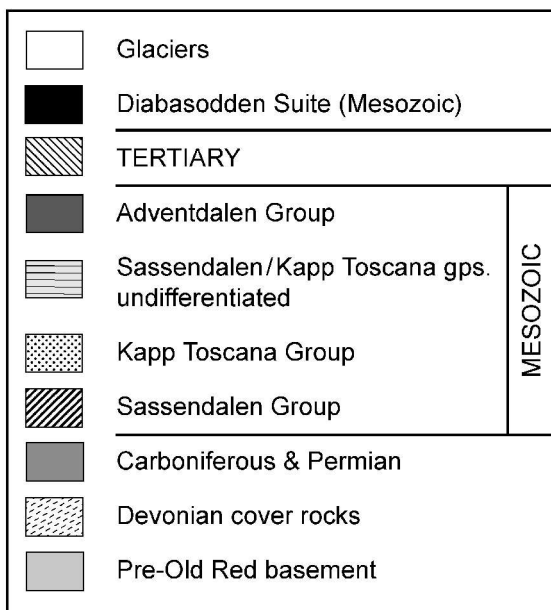 Glaciers
Diabasodden Suite (Mesozoic)
TERTIARY
Adventdalen Group
Sassendalen/Kapp Toscana gps.
undifferentiated
Kapp Toscana Group
Sassendalen Group
MESOZOIC
Carboniferous & Permian
Devonian cover rocks
Pre-Old Red basement